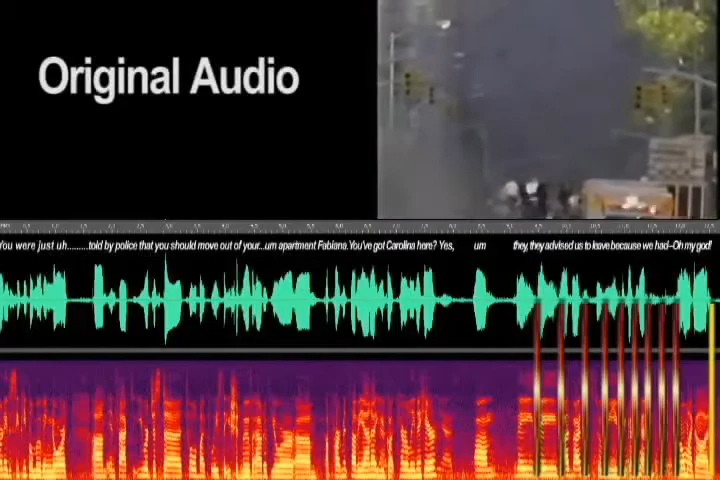 Original Audio
You were just uh.........told by police that you should move out of your...um apartment Fabiana. You've got Carolina here? Yes, um they, they advised us to leave because we had--Oh my god!